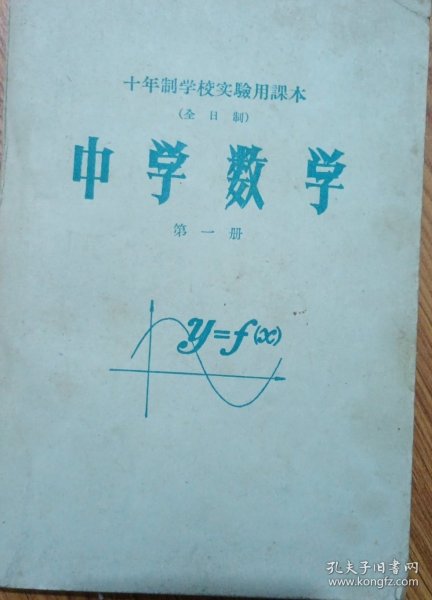 十年制学校实驗用課本
(全日制)
中学数学
第一册
y=f(x)
孔夫子旧书网
www.kongfz.com